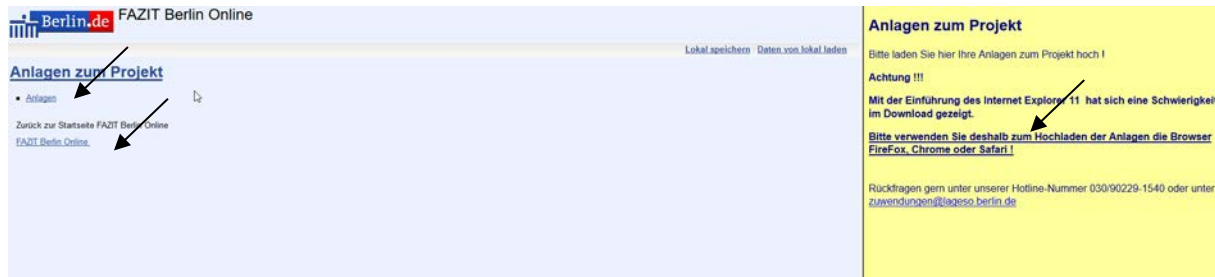 Berlin.de FAZIT Berlin Online
Lokal speichern Daten von lokal laden
Anlagen zum Projekt
Anlagen
Zurück zur Startseite FAZIT Berlin Online
FAZIT Berlin Online
Anlagen zum Projekt
Bitte laden Sie hier Ihre Anlagen zum Projekt hoch !
Achtung !!!
Mit der Einführung des Internet Explorer 11 hat sich eine Schwierigkei
im Download gezeigt.
Bitte verwenden Sie deshalb zum Hochladen der Anlagen die Browser
FireFox, Chrome oder Safari !
Rückfragen gern unter unserer Hotline-Nummer 030/90229-1540 oder unter
zuwendungen@lageso.berlin.de